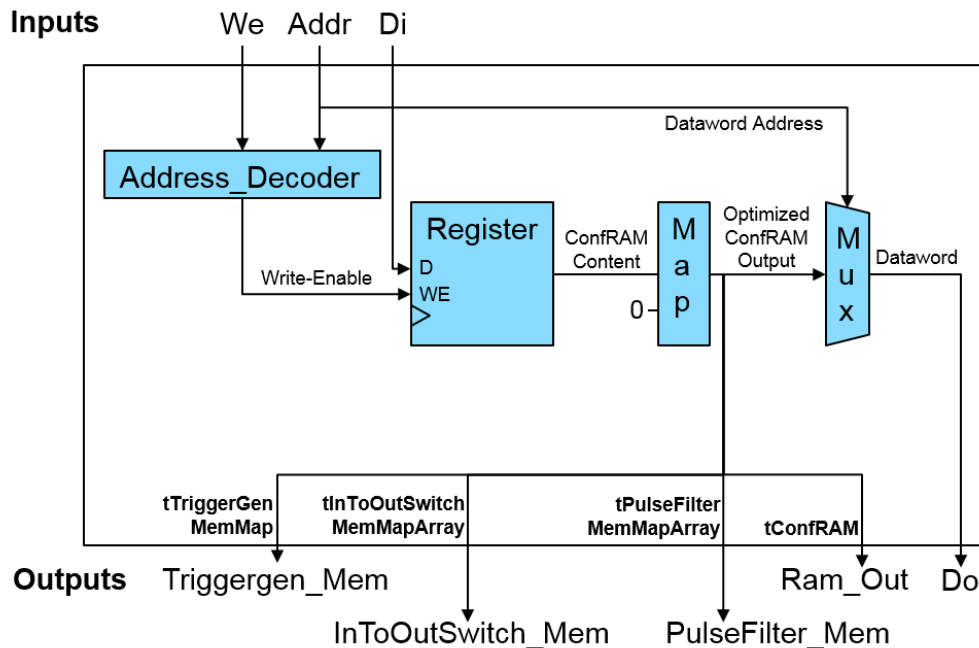 Inputs
We Addr Di
Dataword Address
Address_Decoder
Register
D
WE
Write-Enable
ConfRAM
Content
0
M
a
p
Optimized
ConfRAM
Output
M
u
x
Dataword
tTriggerGen
MemMap
tInToOutSwitch
MemMapArray
tPulseFilter
MemMapArray
tConfRAM
Outputs
Triggergen_Mem
Ram_Out
Do
InToOutSwitch_Mem
PulseFilter_Mem